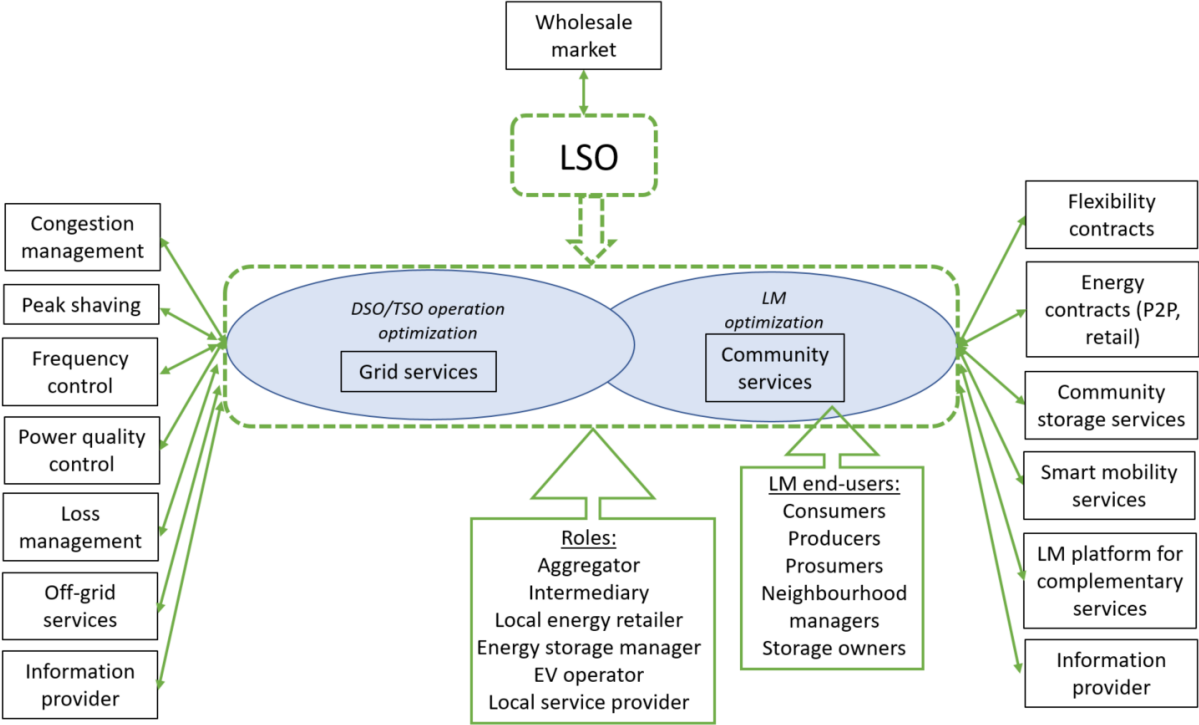 Wholesale
market
LSO
Congestion
management
Peak shaving
Frequency
control
Power quality
control
Loss
management
Off-grid
services
Information
provider
DSO/TSO operation
optimization
Grid services
LM
optimization
Community
services
Roles:
Aggregator
Intermediary
Local energy retailer
Energy storage manager
EV operator
Local service provider
LM end-users:
Consumers
Producers
Prosumers
Neighbourhood
managers
Storage owners
Flexibility
contracts
Energy
contracts (P2P,
retail)
Community
storage services
Smart mobility
services
LM platform for
complementary
services
Information
provider